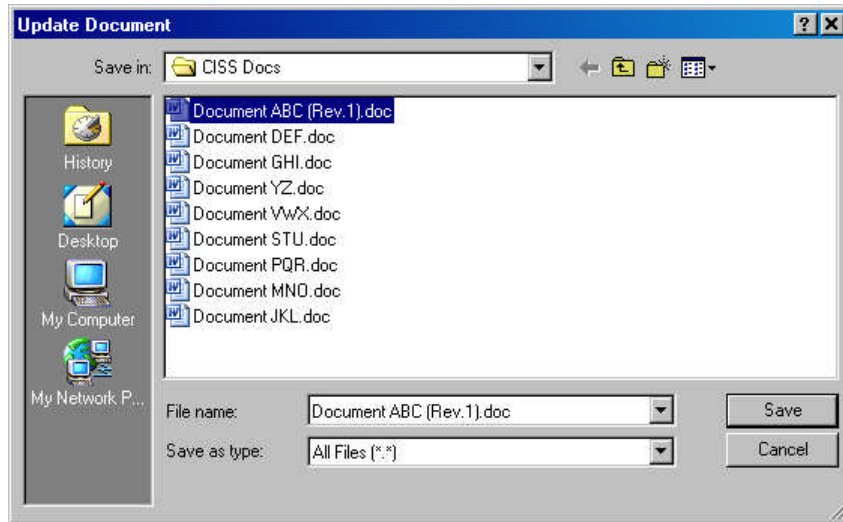 Update Document
Save in: CISS Docs
History
Desktop
My Computer
My Network P...
Document ABC (Rev.1).doc
Document DEF.doc
Document GHI.doc
Document YZ.doc
Document VWX.doc
Document STU.doc
Document PQR.doc
Document MNO.doc
Document JKL.doc
File name: Document ABC (Rev.1).doc Save
Save as type: All Files (*.*) Cancel